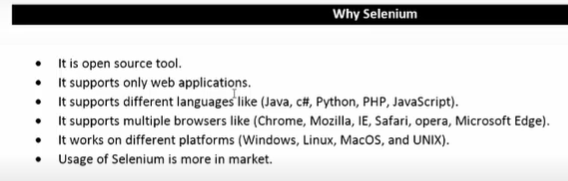 Why Selenium
• It is open source tool.
• It supports only web applications.
• It supports different languages like (Java, c#, Python, PHP, JavaScript).
• It supports multiple browsers like (Chrome, Mozilla, IE, Safari, opera, Microsoft Edge).
• It works on different platforms (Windows, Linux, MacOS, and UNIX).
• Usage of Selenium is more in market.